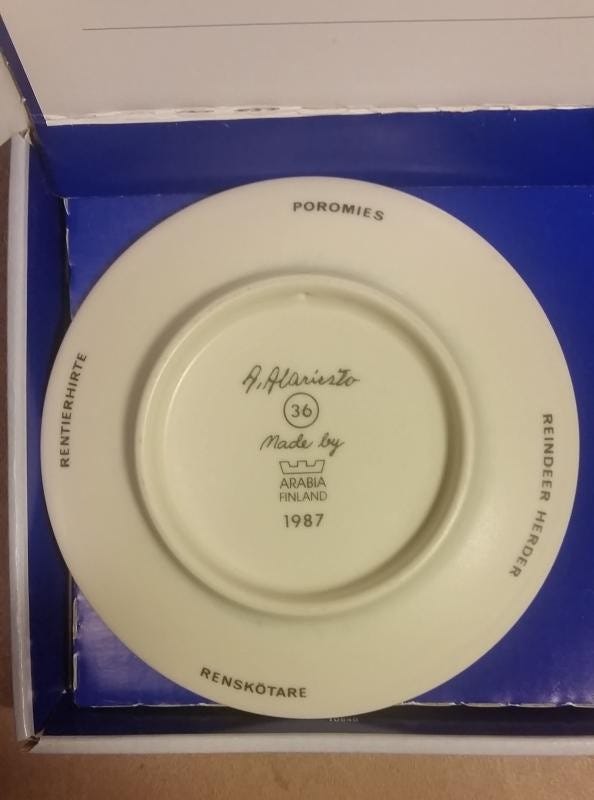 POROMIES
RENTIERHIRTE
REINDEER HERDER
A. Alariesto
36
Made by
ARABIA
FINLAND
1987
RENSKÖTARE